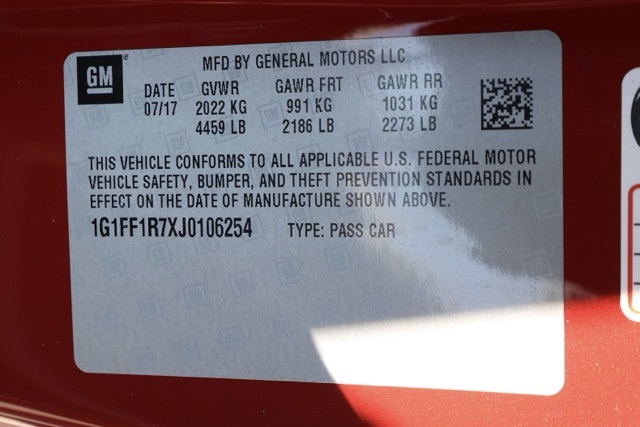 GM
MFD BY GENERAL MOTORS LLC
DATE GVWR GAWR FRT GAWR RR
07/17 2022 KG 991 KG 1031 KG
4459 LB 2186 LB 2273 LB
THIS VEHICLE CONFORMS TO ALL APPLICABLE U.S. FEDERAL MOTOR
VEHICLE SAFETY, BUMPER, AND THEFT PREVENTION STANDARDS IN
EFFECT ON THE DATE OF MANUFACTURE SHOWN ABOVE.
1G1FF1R7XJ0106254 TYPE: PASS CAR